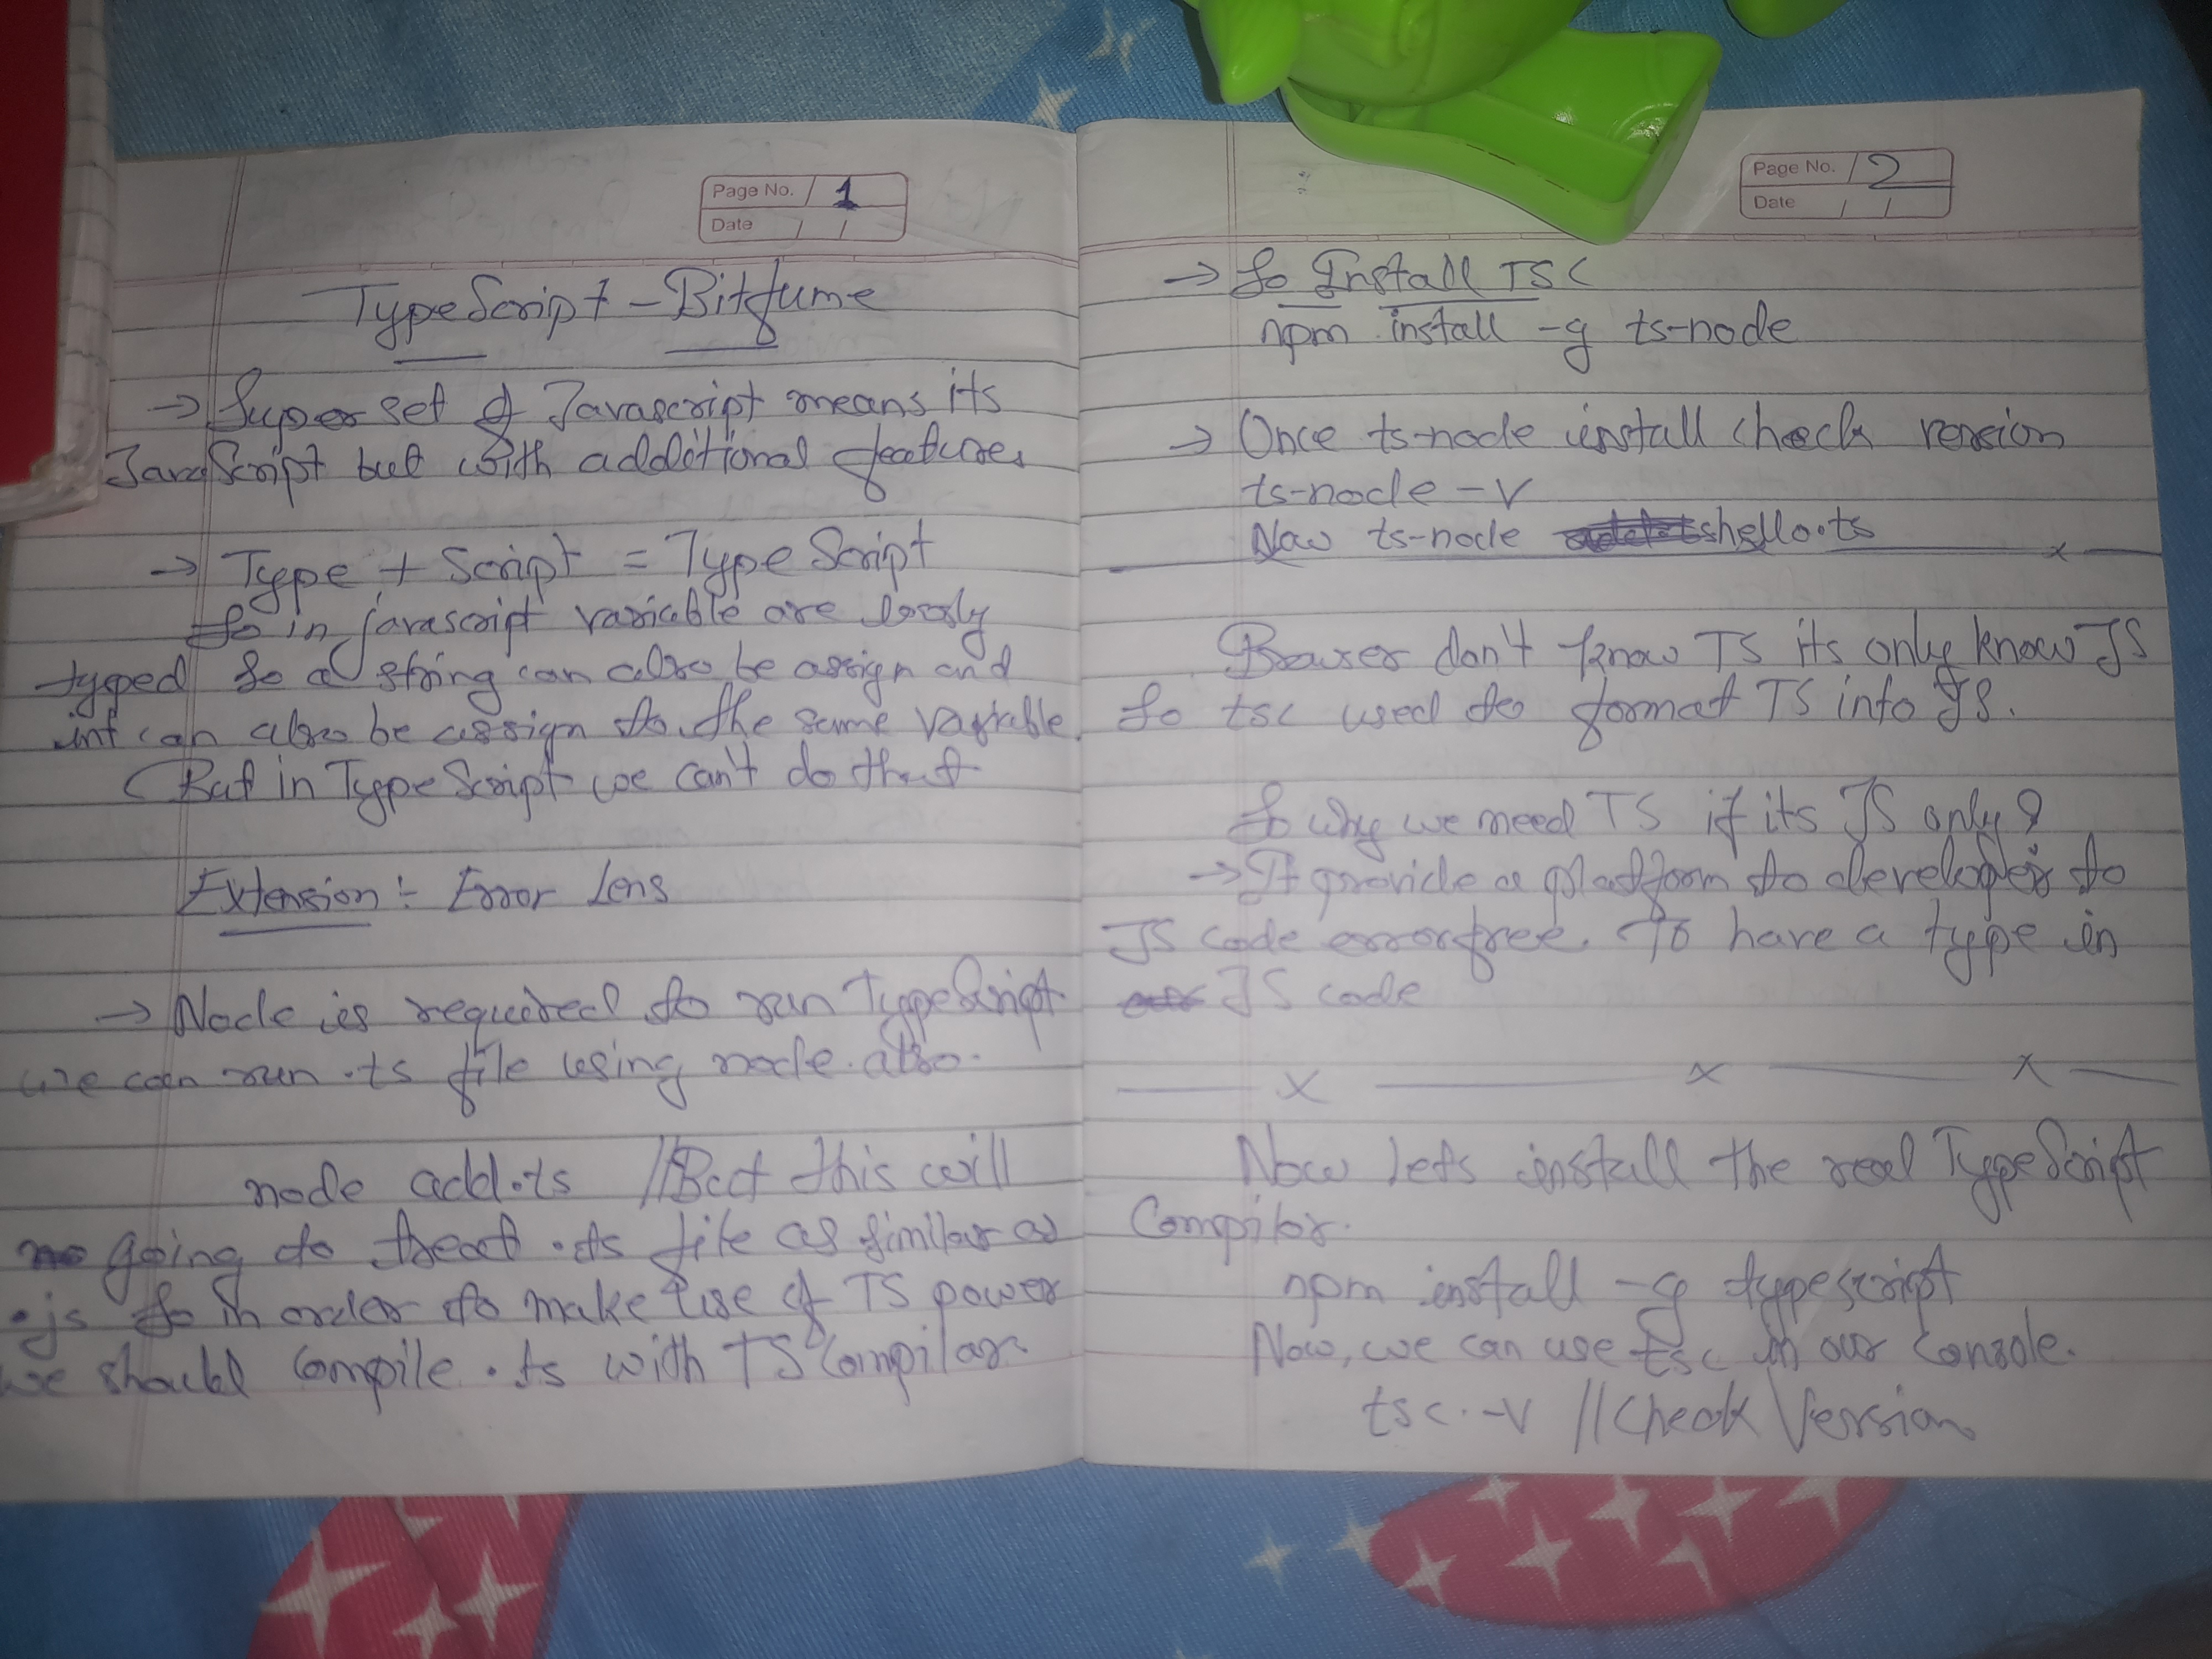 Page No. 1
Date / /
TypeScript - Bitfume
→ Super set of Javascript means its
JavaScript but with additional features
→ Type + Script = TypeScript
So in javascript variable are loosly
typed So a string can also be assign and
int can also be assign to the same variable.
But in TypeScript we can't do that
Extension :- Error Lens
→ Node is required to run TypeScript
we can run .ts file using node also.
node add.ts //But this will
going to treat .ts file as similar as
.js So in order to make use of TS power
we should compile .ts with TS Compilar
Page No. 2
Date / /
→ So Install TSC
npm install -g ts-node
→ Once ts-node install check version
ts-node -v
Now ts-node hello.ts
x
Browser don't know TS its only know JS
So tsc used to format TS into JS.
So why we need TS if its JS only ?
→ It provide a platform to developer to
JS code errorfree. To have a type in
JS code
x x x
Now lets install the real TypeScript
Compilor.
npm install -g typescript
Now, we can use tsc in our console.
tsc -v //Check Version